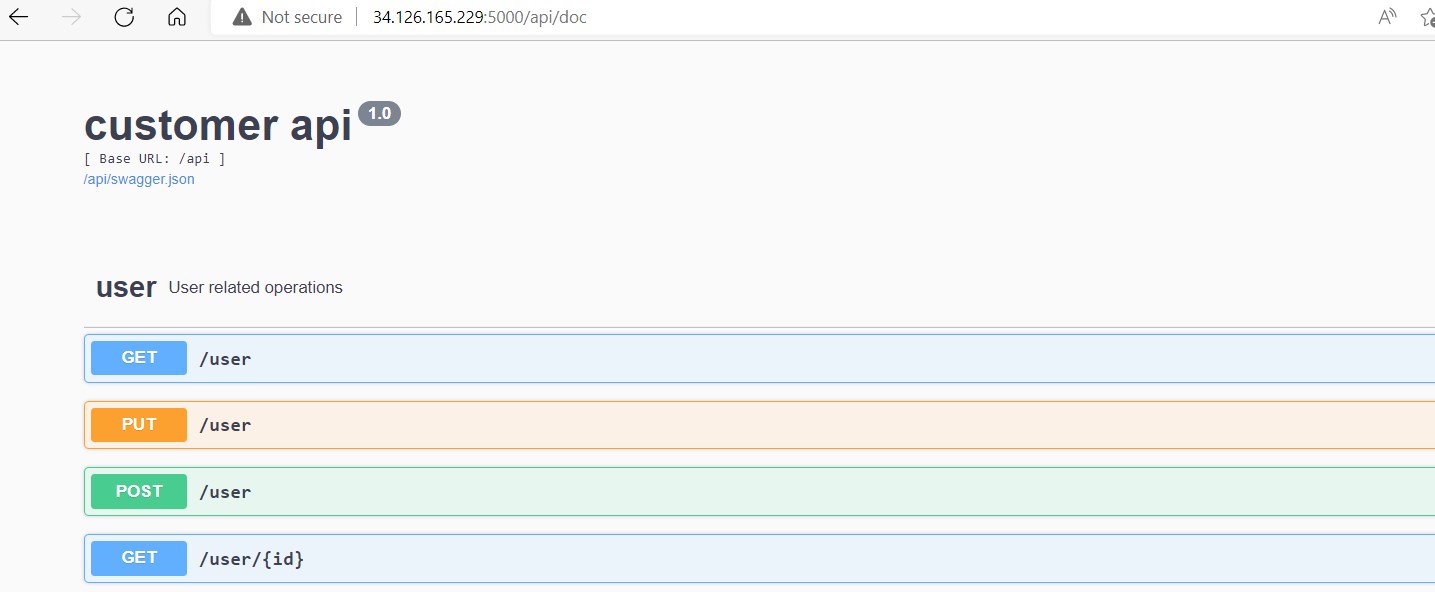 Not secure 34.126.165.229:5000/api/doc A
customer api 1.0
[ Base URL: /api ]
/api/swagger.json
user User related operations
GET /user
PUT /user
POST /user
GET /user/{id}